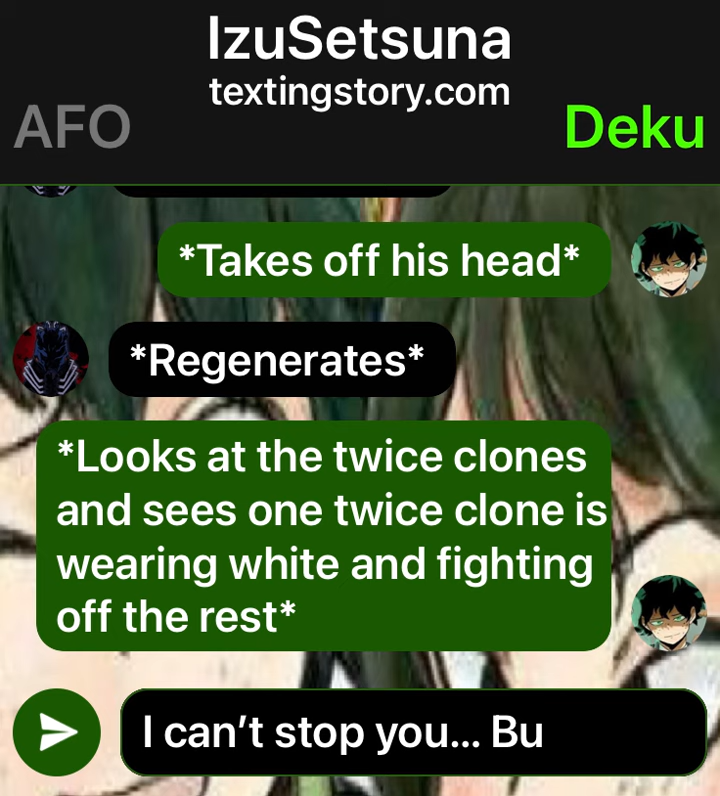 IzuSetsuna
textingstory.com
AFO
Deku
*Takes off his head*
*Regenerates*
*Looks at the twice clones
and sees one twice clone is
wearing white and fighting
off the rest*
I can’t stop you... Bu